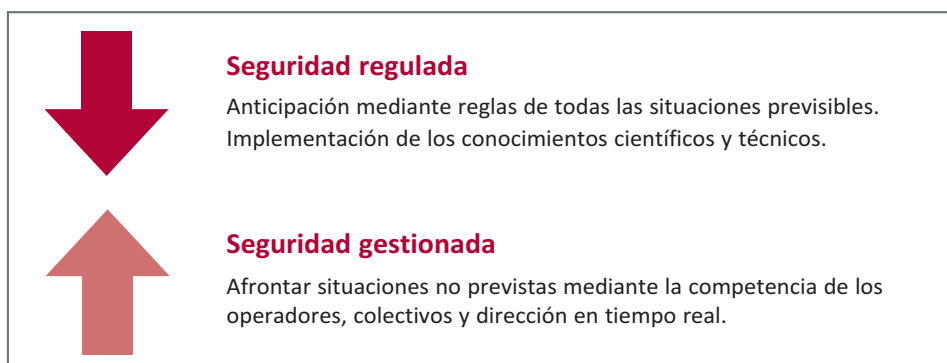 Seguridad regulada
Anticipación mediante reglas de todas las situaciones previsibles.
Implementación de los conocimientos científicos y técnicos.
Seguridad gestionada
Afrontar situaciones no previstas mediante la competencia de los
operadores, colectivos y dirección en tiempo real.